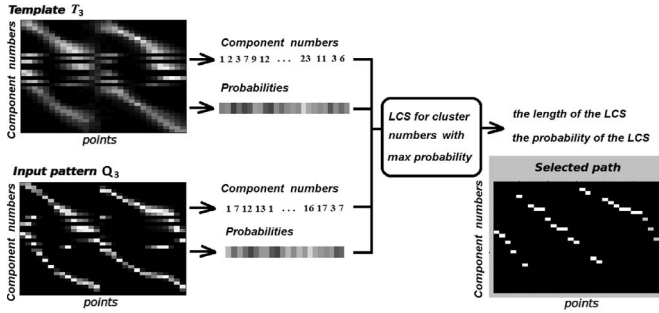 Template T3
Component numbers
points
Component numbers
1 2 3 7 9 12 ... 23 11 3 6
Probabilities
Input pattern Q3
Component numbers
points
Component numbers
1 7 12 13 1 ... 16 17 3 7
Probabilities
LCS for cluster
numbers with
max probability
the length of the LCS
the probability of the LCS
Selected path
Component numbers
points